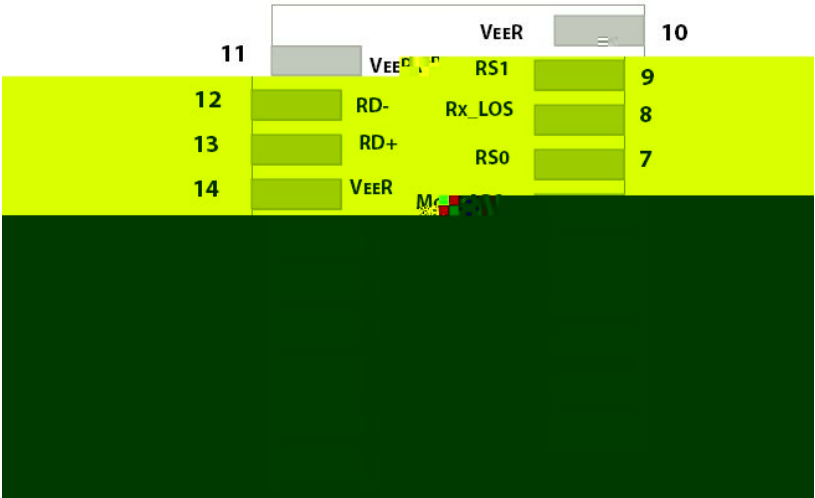 VEER 10
11
RS1 9
12 RD-
Rx_LOS 8
13 RD+
RS0 7
14 VEER